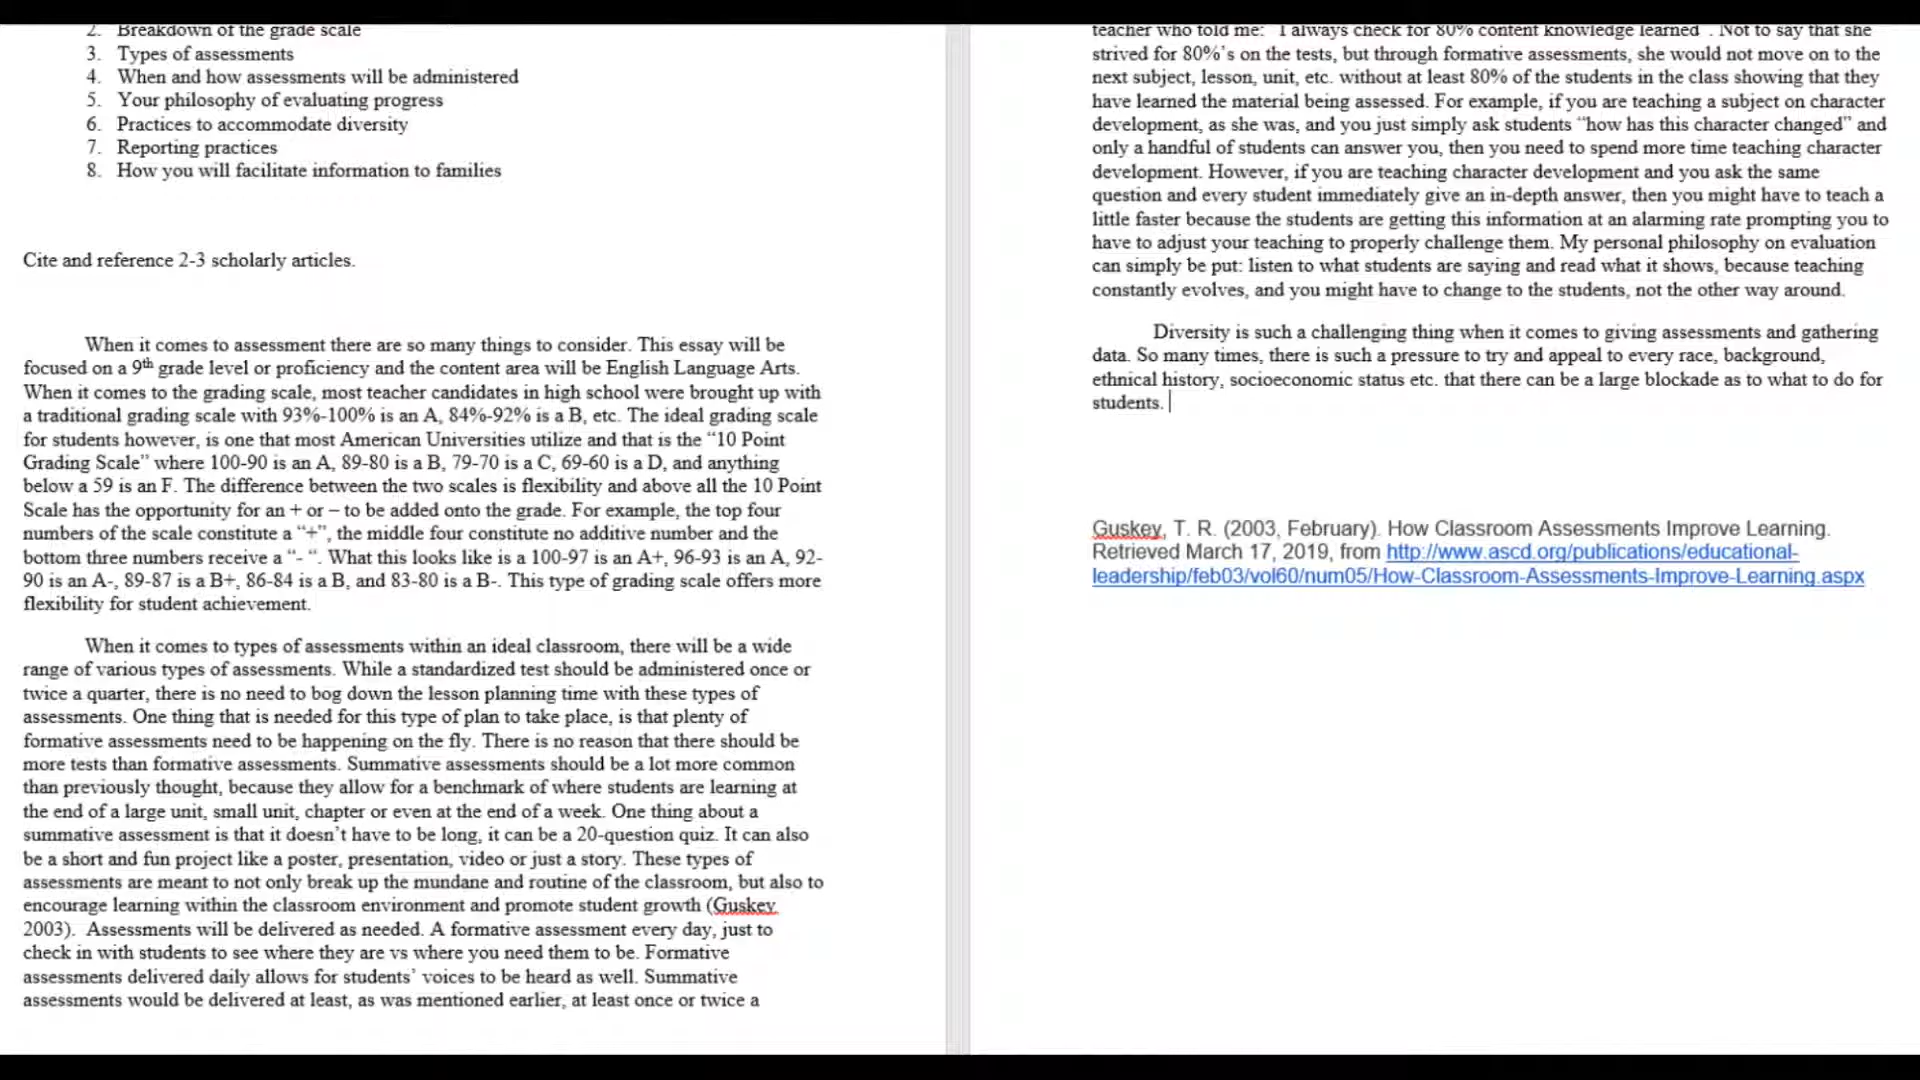 2. Breakdown of the grade scale
3. Types of assessments
4. When and how assessments will be administered
5. Your philosophy of evaluating progress
6. Practices to accommodate diversity
7. Reporting practices
8. How you will facilitate information to families
Cite and reference 2-3 scholarly articles.
When it comes to assessment there are so many things to consider. This essay will be
focused on a 9th grade level or proficiency and the content area will be English Language Arts.
When it comes to the grading scale, most teacher candidates in high school were brought up with
a traditional grading scale with 93%-100% is an A, 84%-92% is a B, etc. The ideal grading scale
for students however, is one that most American Universities utilize and that is the “10 Point
Grading Scale” where 100-90 is an A, 89-80 is a B, 79-70 is a C, 69-60 is a D, and anything
below a 59 is an F. The difference between the two scales is flexibility and above all the 10 Point
Scale has the opportunity for an + or – to be added onto the grade. For example, the top four
numbers of the scale constitute a “+”, the middle four constitute no additive number and the
bottom three numbers receive a “- “. What this looks like is a 100-97 is an A+, 96-93 is an A, 92-
90 is an A-, 89-87 is a B+, 86-84 is a B, and 83-80 is a B-. This type of grading scale offers more
flexibility for student achievement.
When it comes to types of assessments within an ideal classroom, there will be a wide
range of various types of assessments. While a standardized test should be administered once or
twice a quarter, there is no need to bog down the lesson planning time with these types of
assessments. One thing that is needed for this type of plan to take place, is that plenty of
formative assessments need to be happening on the fly. There is no reason that there should be
more tests than formative assessments. Summative assessments should be a lot more common
than previously thought, because they allow for a benchmark of where students are learning at
the end of a large unit, small unit, chapter or even at the end of a week. One thing about a
summative assessment is that it doesn’t have to be long, it can be a 20-question quiz. It can also
be a short and fun project like a poster, presentation, video or just a story. These types of
assessments are meant to not only break up the mundane and routine of the classroom, but also to
encourage learning within the classroom environment and promote student growth (Guskey
2003).  Assessments will be delivered as needed. A formative assessment every day, just to
check in with students to see where they are vs where you need them to be. Formative
assessments delivered daily allows for students’ voices to be heard as well. Summative
assessments would be delivered at least, as was mentioned earlier, at least once or twice a
teacher who told me: “I always check for 80% content knowledge learned”. Not to say that she
strived for 80%’s on the tests, but through formative assessments, she would not move on to the
next subject, lesson, unit, etc. without at least 80% of the students in the class showing that they
have learned the material being assessed. For example, if you are teaching a subject on character
development, as she was, and you just simply ask students “how has this character changed” and
only a handful of students can answer you, then you need to spend more time teaching character
development. However, if you are teaching character development and you ask the same
question and every student immediately give an in-depth answer, then you might have to teach a
little faster because the students are getting this information at an alarming rate prompting you to
have to adjust your teaching to properly challenge them. My personal philosophy on evaluation
can simply be put: listen to what students are saying and read what it shows, because teaching
constantly evolves, and you might have to change to the students, not the other way around.
Diversity is such a challenging thing when it comes to giving assessments and gathering
data. So many times, there is such a pressure to try and appeal to every race, background,
ethnical history, socioeconomic status etc. that there can be a large blockade as to what to do for
students.
Guskey, T. R. (2003, February). How Classroom Assessments Improve Learning.
Retrieved March 17, 2019, from http://www.ascd.org/publications/educational-
leadership/feb03/vol60/num05/How-Classroom-Assessments-Improve-Learning.aspx